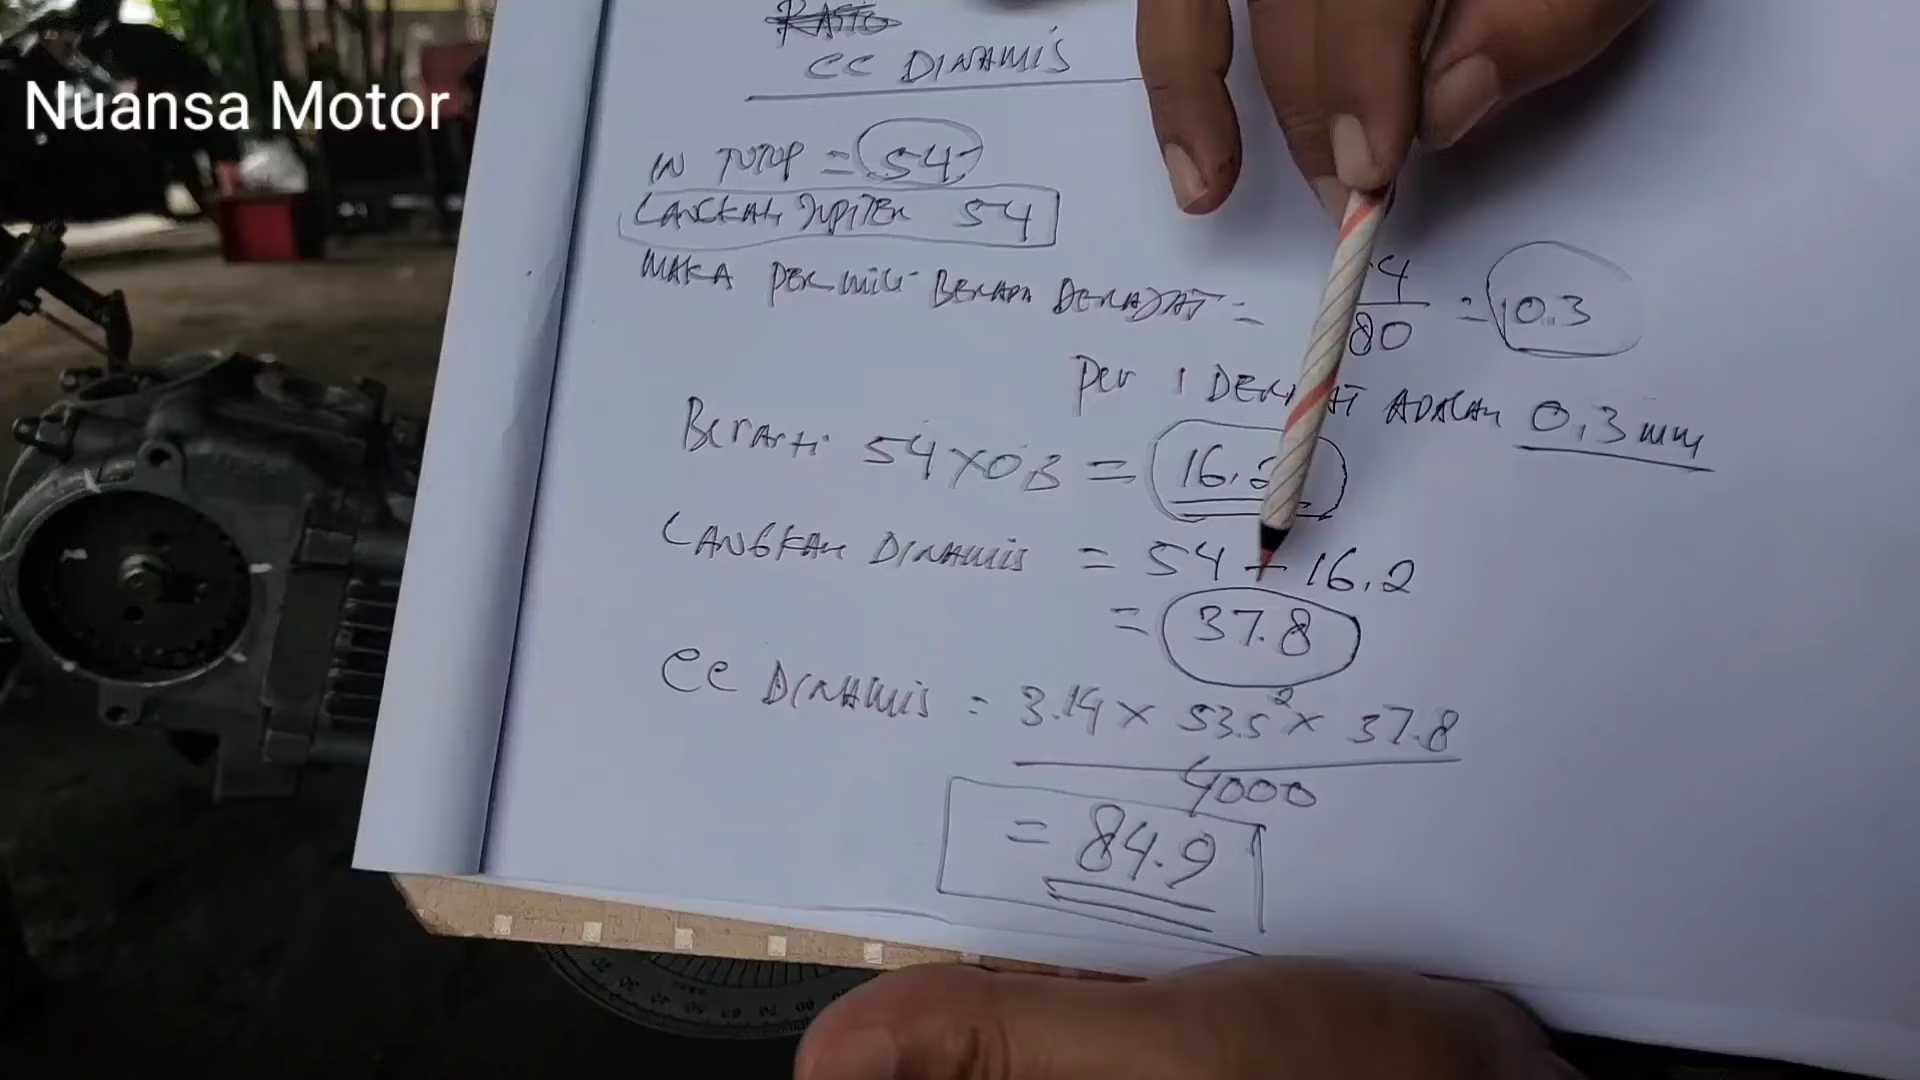 Nuansa Motor
CC DINAMIS
IN TUTUP = 54
LANGKAH JUPITER 54
MAKA PER MILI BERAPA DERAJAT = 4/80 = 0.3
Per 1 DERAJAT ADALAH 0,3 mm
Berarti 54 x 0.3 = 16.2
LANGKAH DINAMIS = 54 - 16.2
= 37.8
CC DINAMIS = 3.14 x 53.5² x 37.8
4000
= 84.9